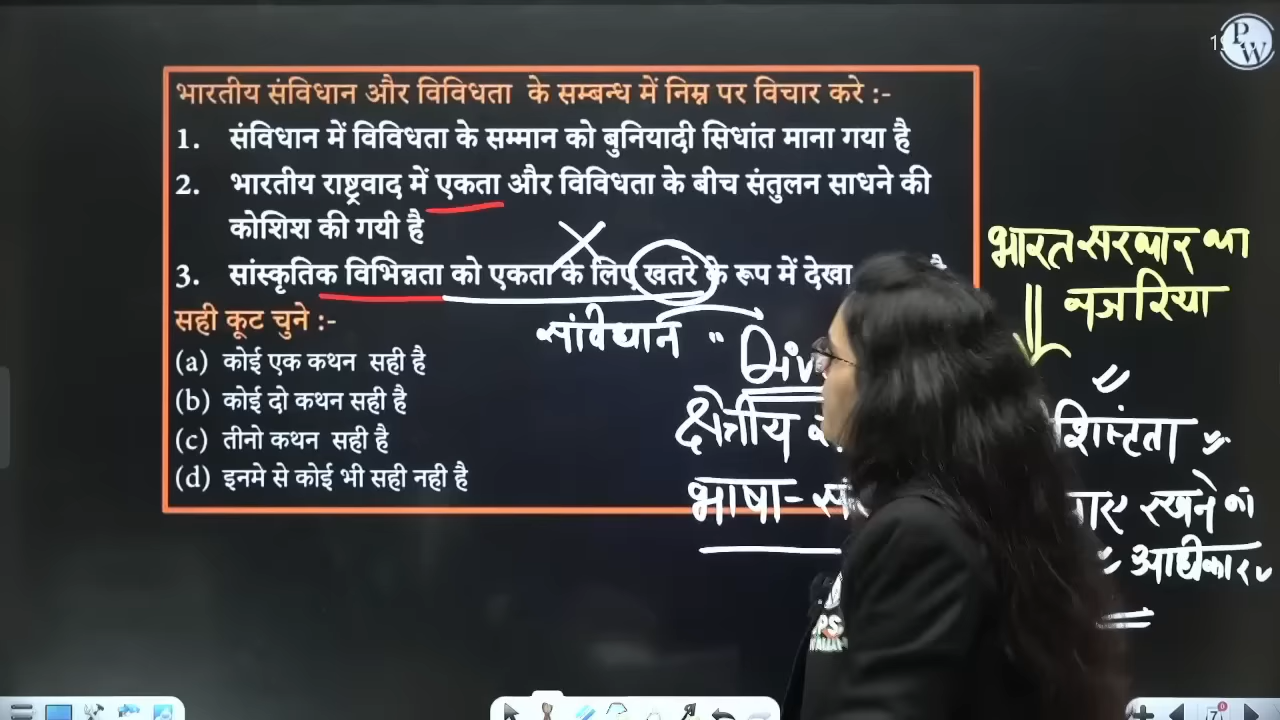 भारतीय संविधान और विविधता के सम्बन्ध में निम्न पर विचार करे :-
1. संविधान में विविधता के सम्मान को बुनियादी सिधांत माना गया है
2. भारतीय राष्ट्रवाद में एकता और विविधता के बीच संतुलन साधने की
कोशिश की गयी है
3. सांस्कृतिक विभिन्नता को एकता के लिए खतरे के रूप में देखा
सही कूट चुने :-
(a) कोई एक कथन सही है
(b) कोई दो कथन सही है
(c) तीनो कथन सही है
(d) इनमे से कोई भी सही नही है
भारत सरकार का
नजरिया
संविधान "
क्षेत्रीय
भाषा-
रखने का
PW